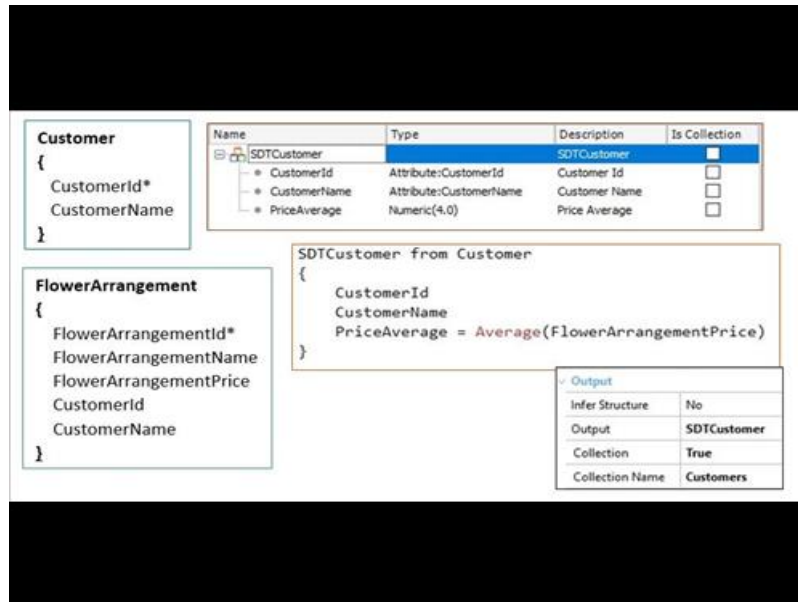 Customer
{
CustomerId*
CustomerName
}
Name Type Description Is Collection
SDTCustomer SDTCustomer
CustomerId Attribute:CustomerId Customer Id
CustomerName Attribute:CustomerName Customer Name
PriceAverage Numeric(4.0) Price Average
FlowerArrangement
{
FlowerArrangementId*
FlowerArrangementName
FlowerArrangementPrice
CustomerId
CustomerName
}
SDTCustomer from Customer
{
CustomerId
CustomerName
PriceAverage = Average(FlowerArrangementPrice)
}
Output
Infer Structure No
Output SDTCustomer
Collection True
Collection Name Customers